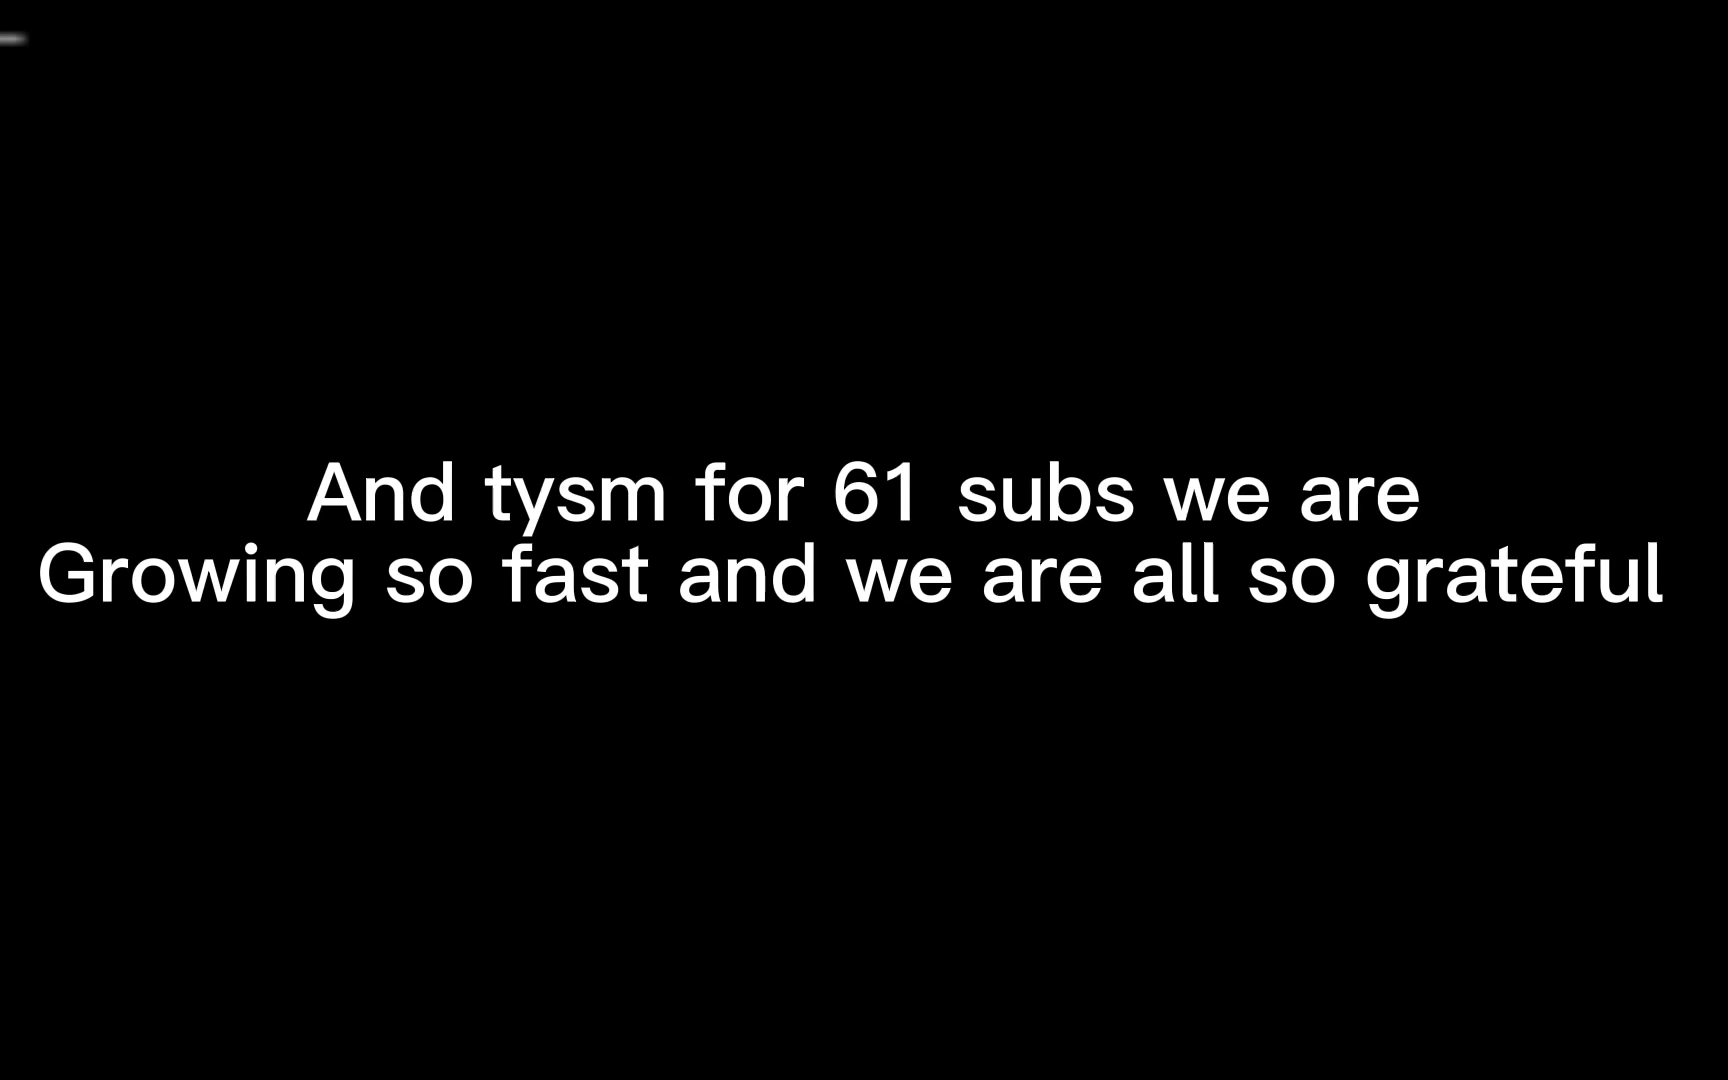 And tysm for 61 subs we are
Growing so fast and we are all so grateful